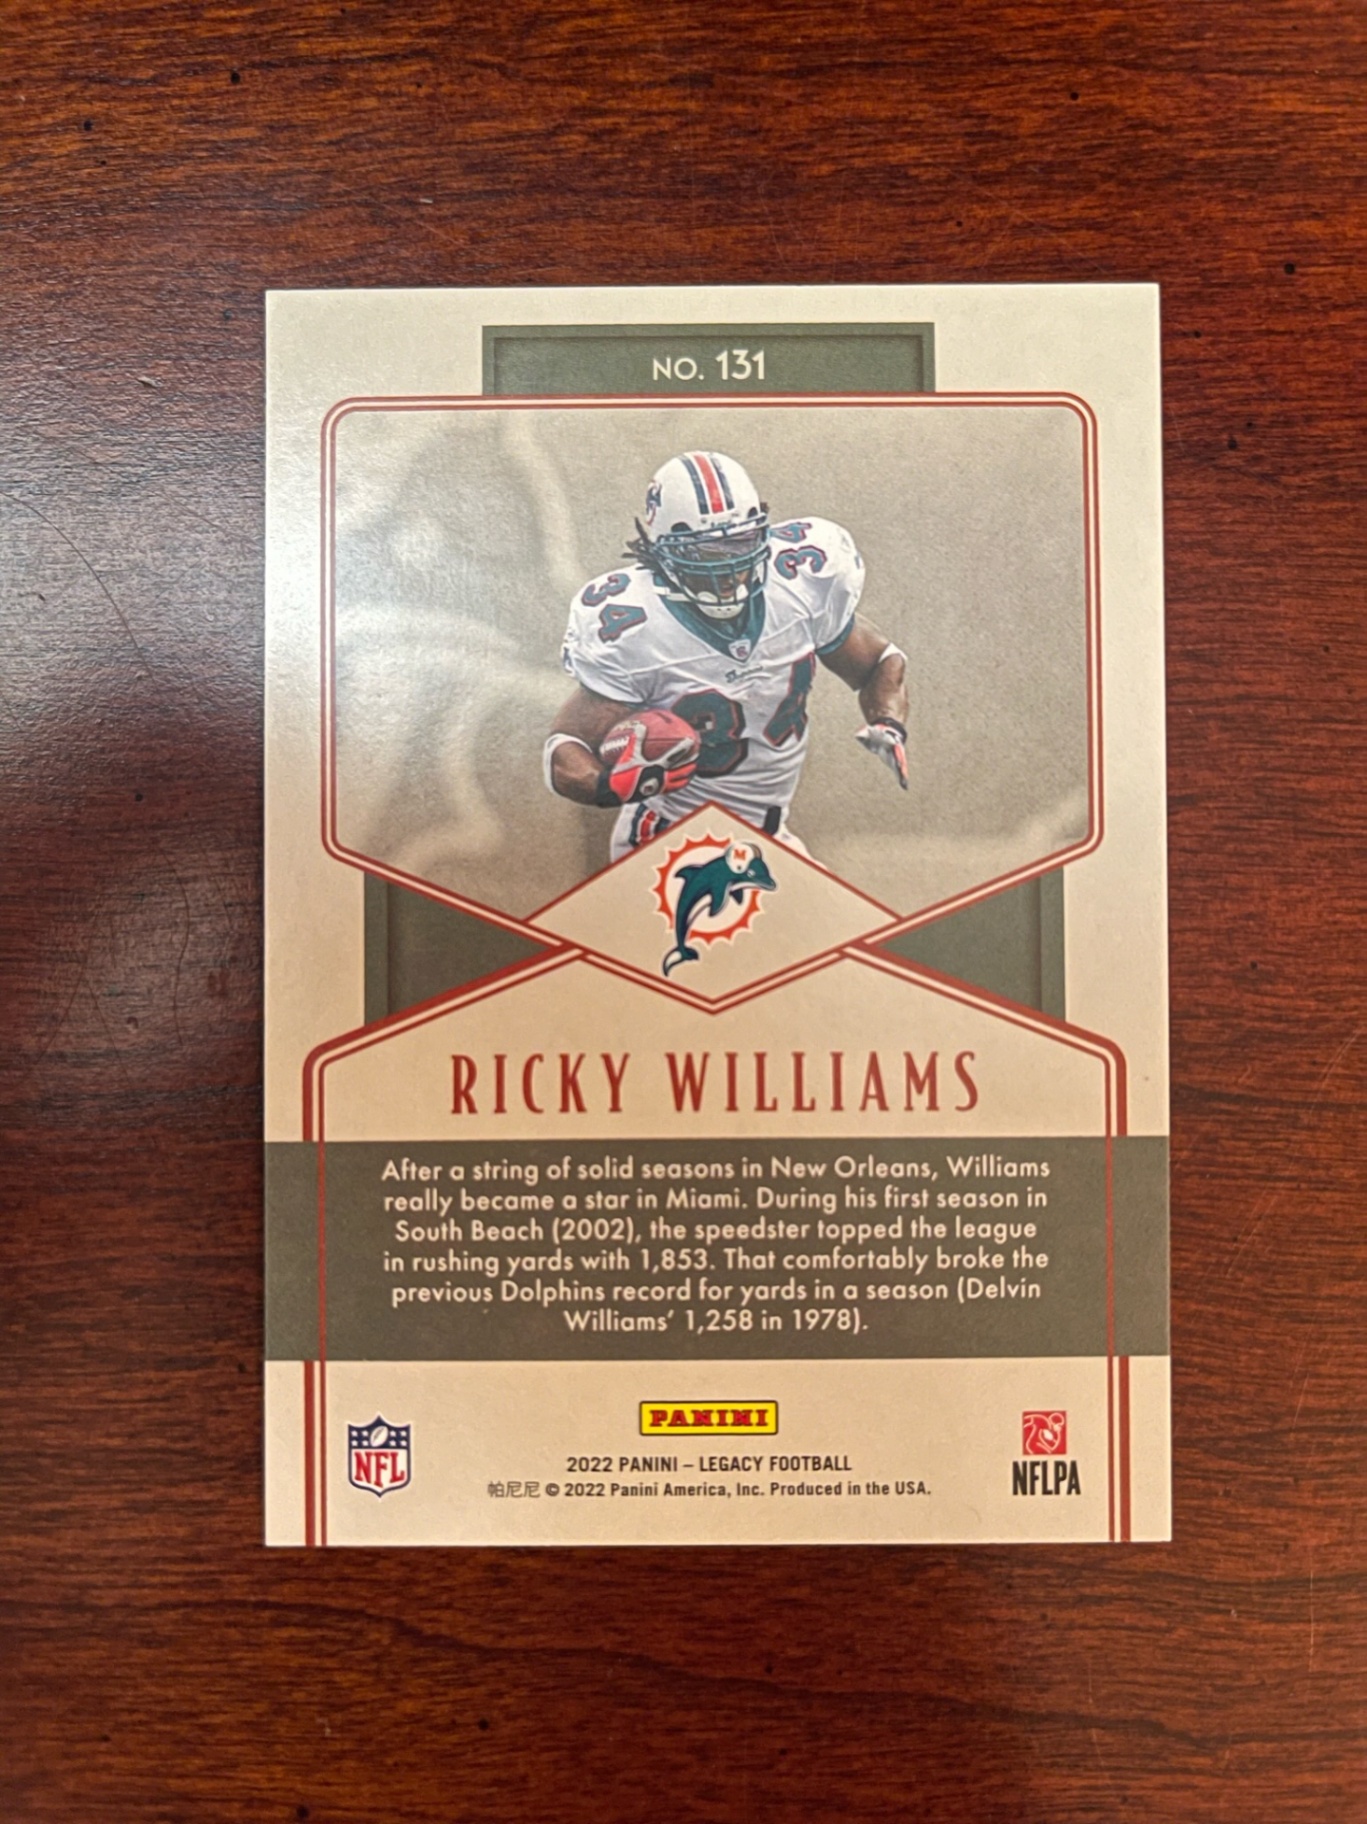 NO. 131
34
34
34
M
RICKY WILLIAMS
After a string of solid seasons in New Orleans, Williams
really became a star in Miami. During his first season in
South Beach (2002), the speedster topped the league
in rushing yards with 1,853. That comfortably broke the
previous Dolphins record for yards in a season (Delvin
Williams' 1,258 in 1978).
PANINI
NFL
2022 PANINI – LEGACY FOOTBALL
帕尼尼 © 2022 Panini America, Inc. Produced in the USA.
NFLPA